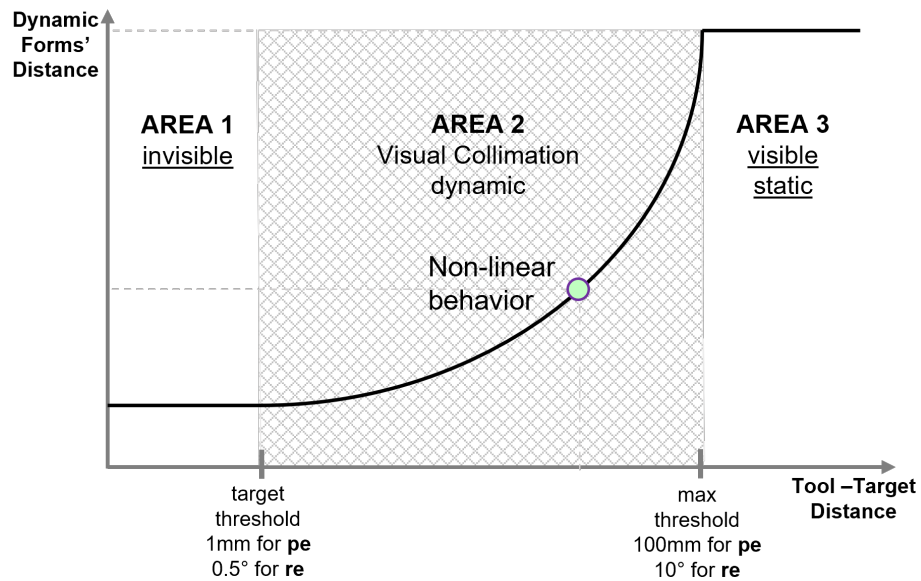 Dynamic
Forms’
Distance
AREA 1
invisible
AREA 2
Visual Collimation
dynamic
AREA 3
visible
static
Non-linear
behavior
target
threshold
1mm for pe
0.5° for re
max
threshold
100mm for pe
10° for re
Tool –Target
Distance